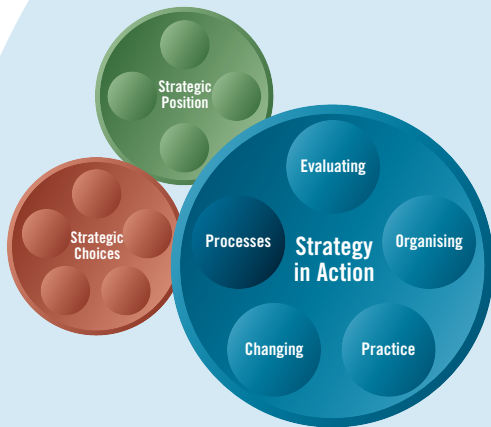 Strategic
Position
Strategic
Choices
Evaluating
Processes
Strategy
in Action
Organising
Changing
Practice